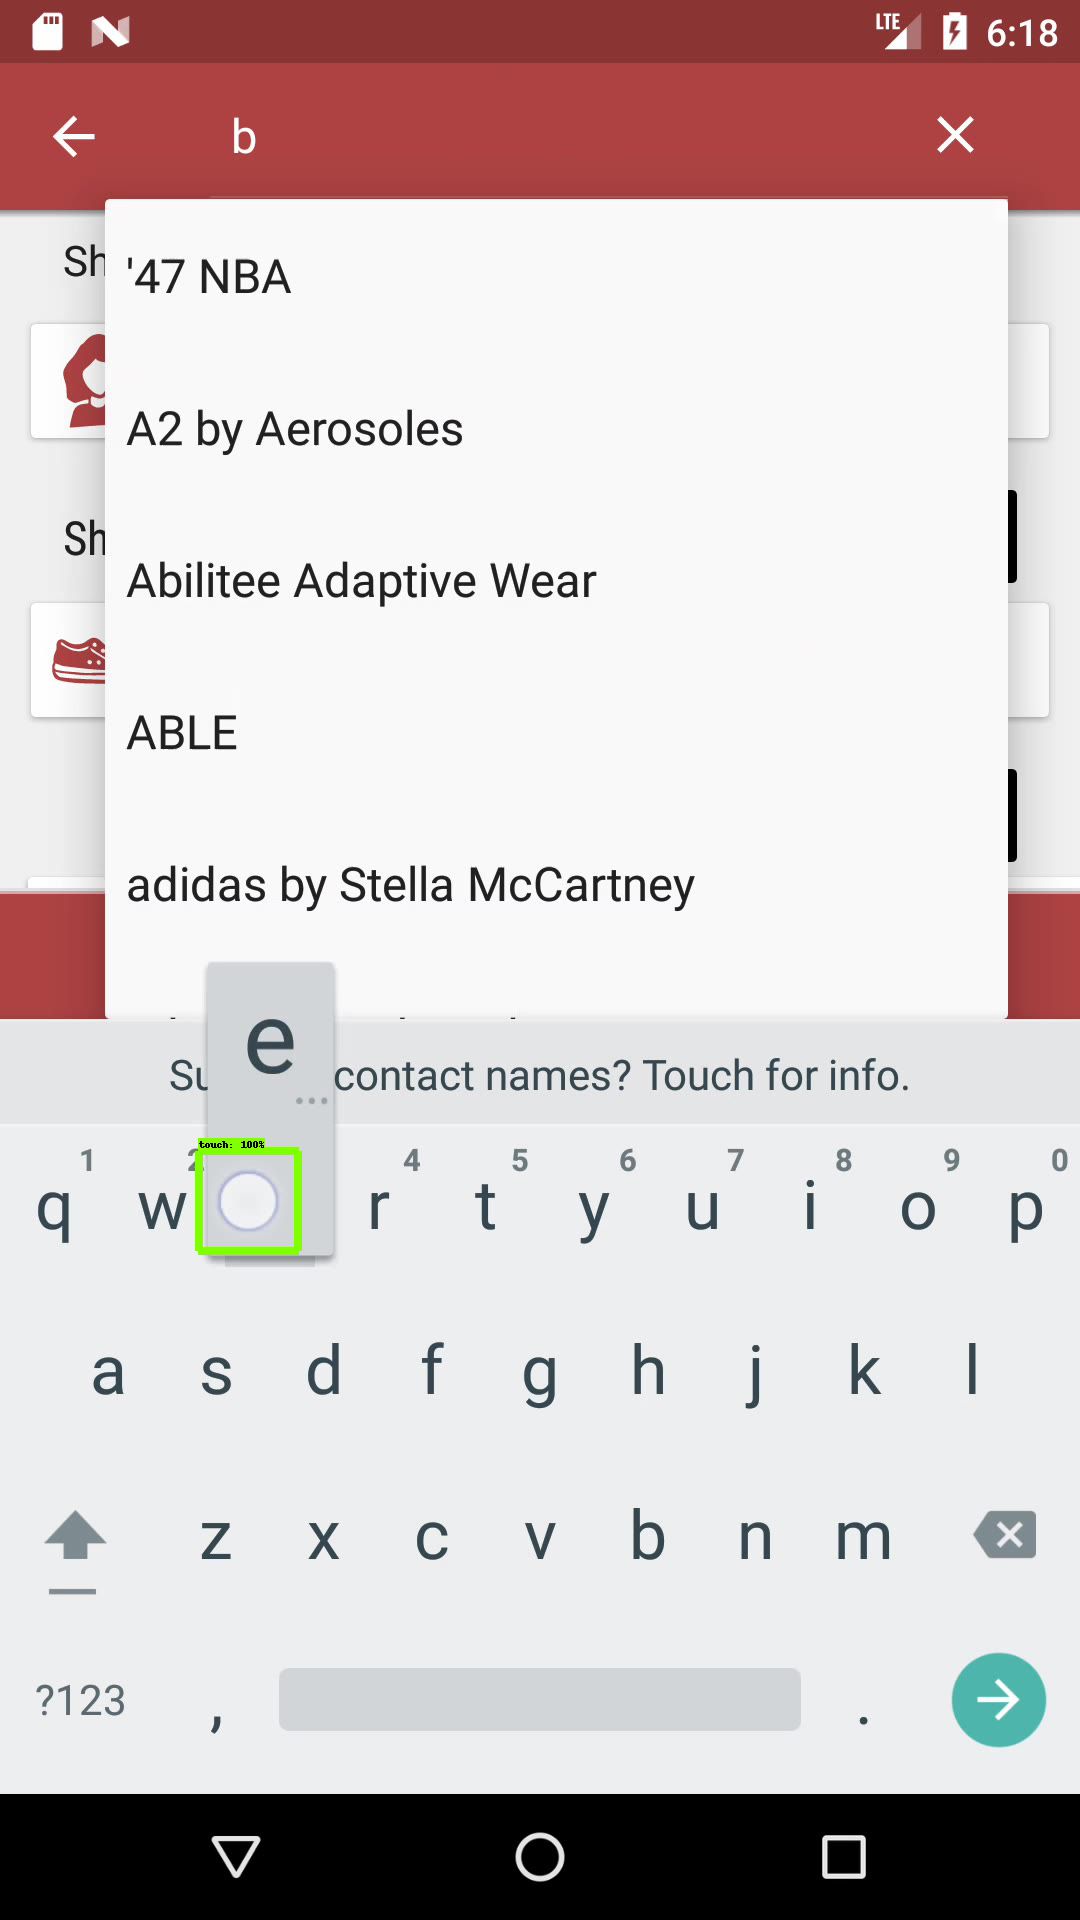 LTE 6:18
b
Sh
'47 NBA
A2 by Aerosoles
Sh
Abilitee Adaptive Wear
ABLE
adidas by Stella McCartney
e
Su contact names? Touch for info.
...
touch: 100%
1 2 4 5 6 7 8 9 0
q w r t y u i o p
a s d f g h j k l
z x c v b n m
?123 , .